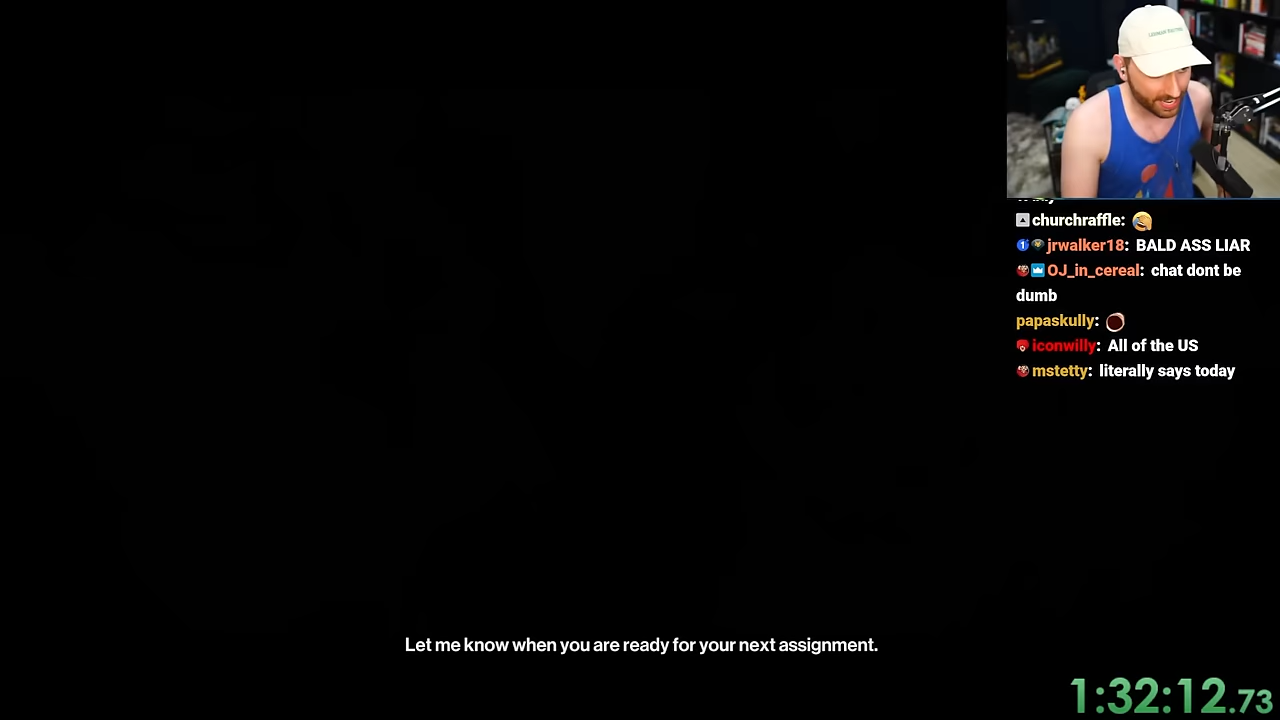 churchraffle:
jrwalker18: BALD ASS LIAR
OJ_in_cereal: chat dont be
dumb
papaskully:
iconwilly: All of the US
mstetty: literally says today
Let me know when you are ready for your next assignment.
1:32:12.73